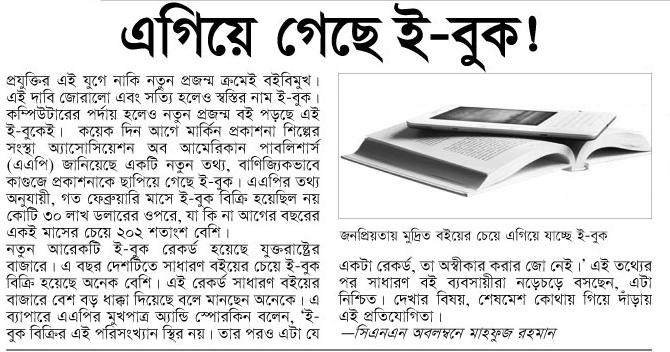 এগিয়ে গেছে ই-বুক!
প্রযুক্তির এই যুগে নাকি নতুন প্রজন্ম ক্রমেই বইবিমুখ।
এই দাবি জোরালো এবং সত্যি হলেও স্বস্তির নাম ই-বুক।
কম্পিউটারের পর্দায় হলেও নতুন প্রজন্ম বই পড়ছে এই
ই-বুকেই। কয়েক দিন আগে মার্কিন প্রকাশনা শিল্পের
সংস্থা অ্যাসোসিয়েশন অব আমেরিকান পাবলিশার্স
(এএপি) জানিয়েছে একটি নতুন তথ্য, বাণিজ্যিকভাবে
কাগুজে প্রকাশনাকে ছাপিয়ে গেছে ই-বুক। এএপির তথ্য
অনুযায়ী, গত ফেব্রুয়ারি মাসে ই-বুক বিক্রি হয়েছিল নয়
কোটি ৩০ লাখ ডলারের ওপরে, যা কি না আগের বছরের
একই মাসের চেয়ে ২০২ শতাংশ বেশি।
নতুন আরেকটি ই-বুক রেকর্ড হয়েছে যুক্তরাষ্ট্রের
বাজারে। এ বছর দেশটিতে সাধারণ বইয়ের চেয়ে ই-বুক
বিক্রি হয়েছে অনেক বেশি। এই রেকর্ড সাধারণ বইয়ের
বাজারে বেশ বড় ধাক্কা দিয়েছে বলে মানছেন অনেকে। এ
ব্যাপারে এএপির মুখপাত্র অ্যান্ডি স্পোরকিন বলেন, ‘ই-
বুক বিক্রির এই পরিসংখ্যান স্থির নয়। তার পরও এটা যে
জনপ্রিয়তায় মুদ্রিত বইয়ের চেয়ে এগিয়ে যাচ্ছে ই-বুক
একটা রেকর্ড, তা অস্বীকার করার জো নেই।’ এই তথ্যের
পর সাধারণ বই ব্যবসায়ীরা নড়েচড়ে বসছেন, এটা
নিশ্চিত। দেখার বিষয়, শেষমেশ কোথায় গিয়ে দাঁড়ায়
এই প্রতিযোগিতা।
—সিএনএন অবলম্বনে মাহফুজ রহমান